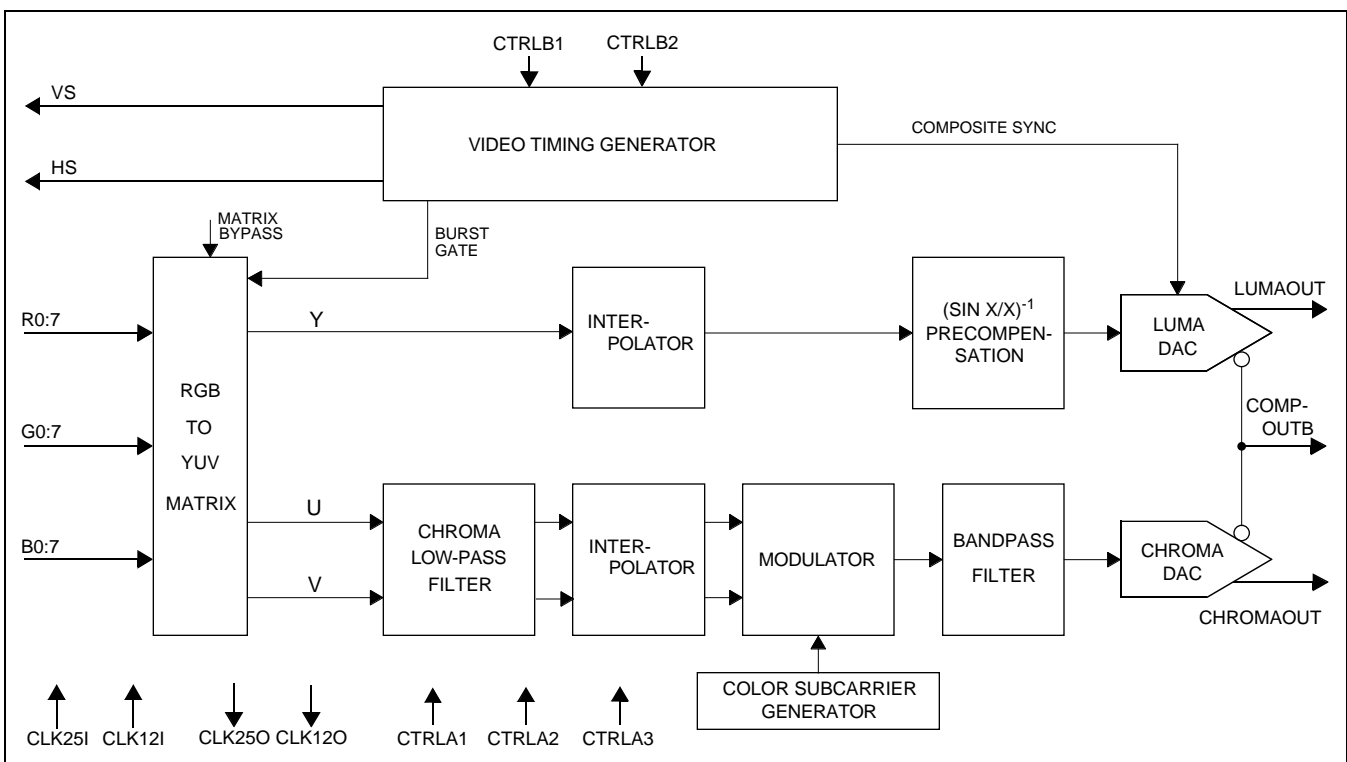 CTRLB1
CTRLB2
VS
VIDEO TIMING GENERATOR
COMPOSITE SYNC
HS
MATRIX
BYPASS
BURST
GATE
R0:7
G0:7
B0:7
RGB
TO
YUV
MATRIX
Y
INTER-
POLATOR
(SIN X/X)-1
PRECOMPEN-
SATION
LUMA
DAC
LUMAOUT
COMP-
OUTB
U
V
CHROMA
LOW-PASS
FILTER
INTER-
POLATOR
MODULATOR
BANDPASS
FILTER
CHROMA
DAC
CHROMAOUT
COLOR SUBCARRIER
GENERATOR
CLK25I
CLK12I
CLK25O
CLK12O
CTRLA1
CTRLA2
CTRLA3